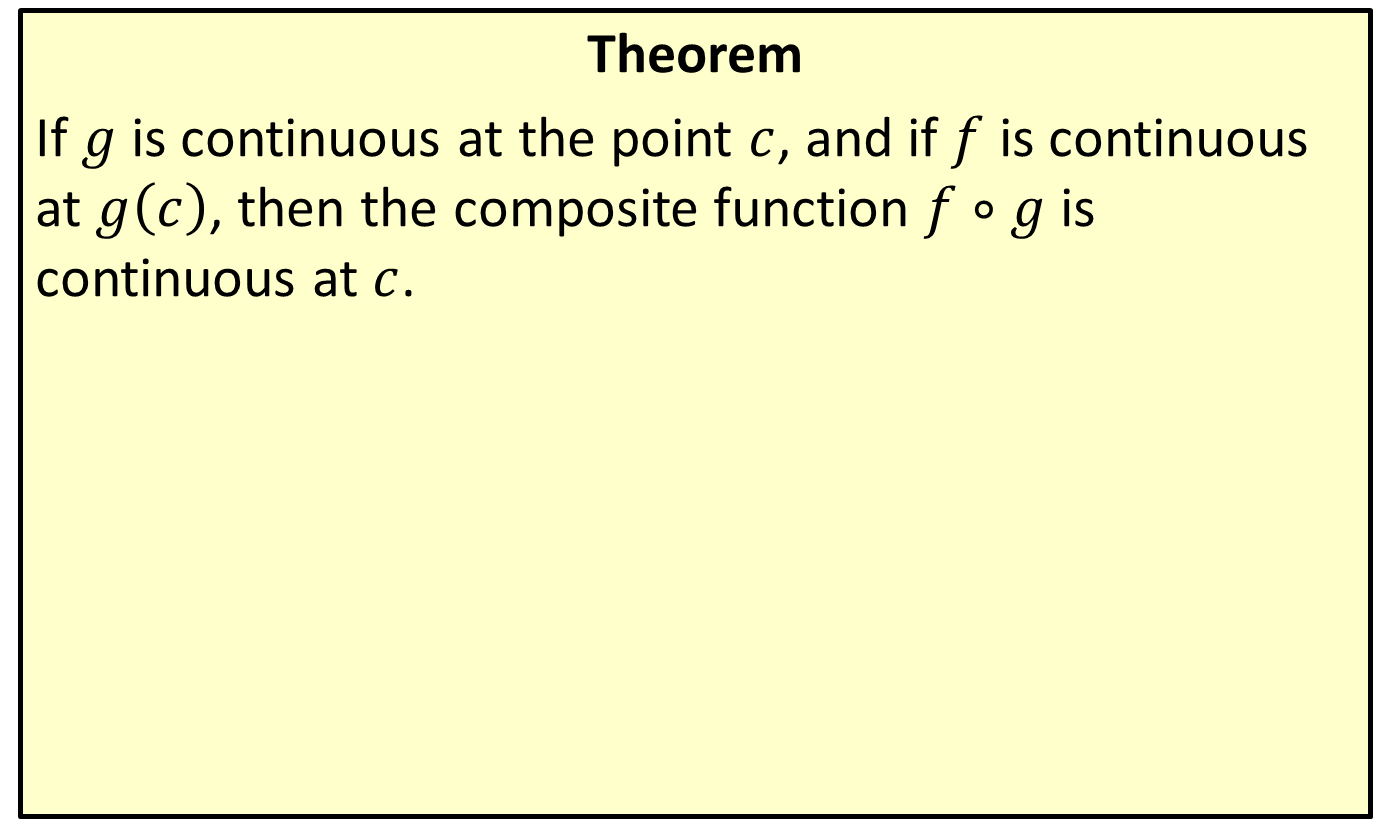 Theorem
If g is continuous at the point c, and if f is continuous
at g(c), then the composite function f ∘ g is
continuous at c.